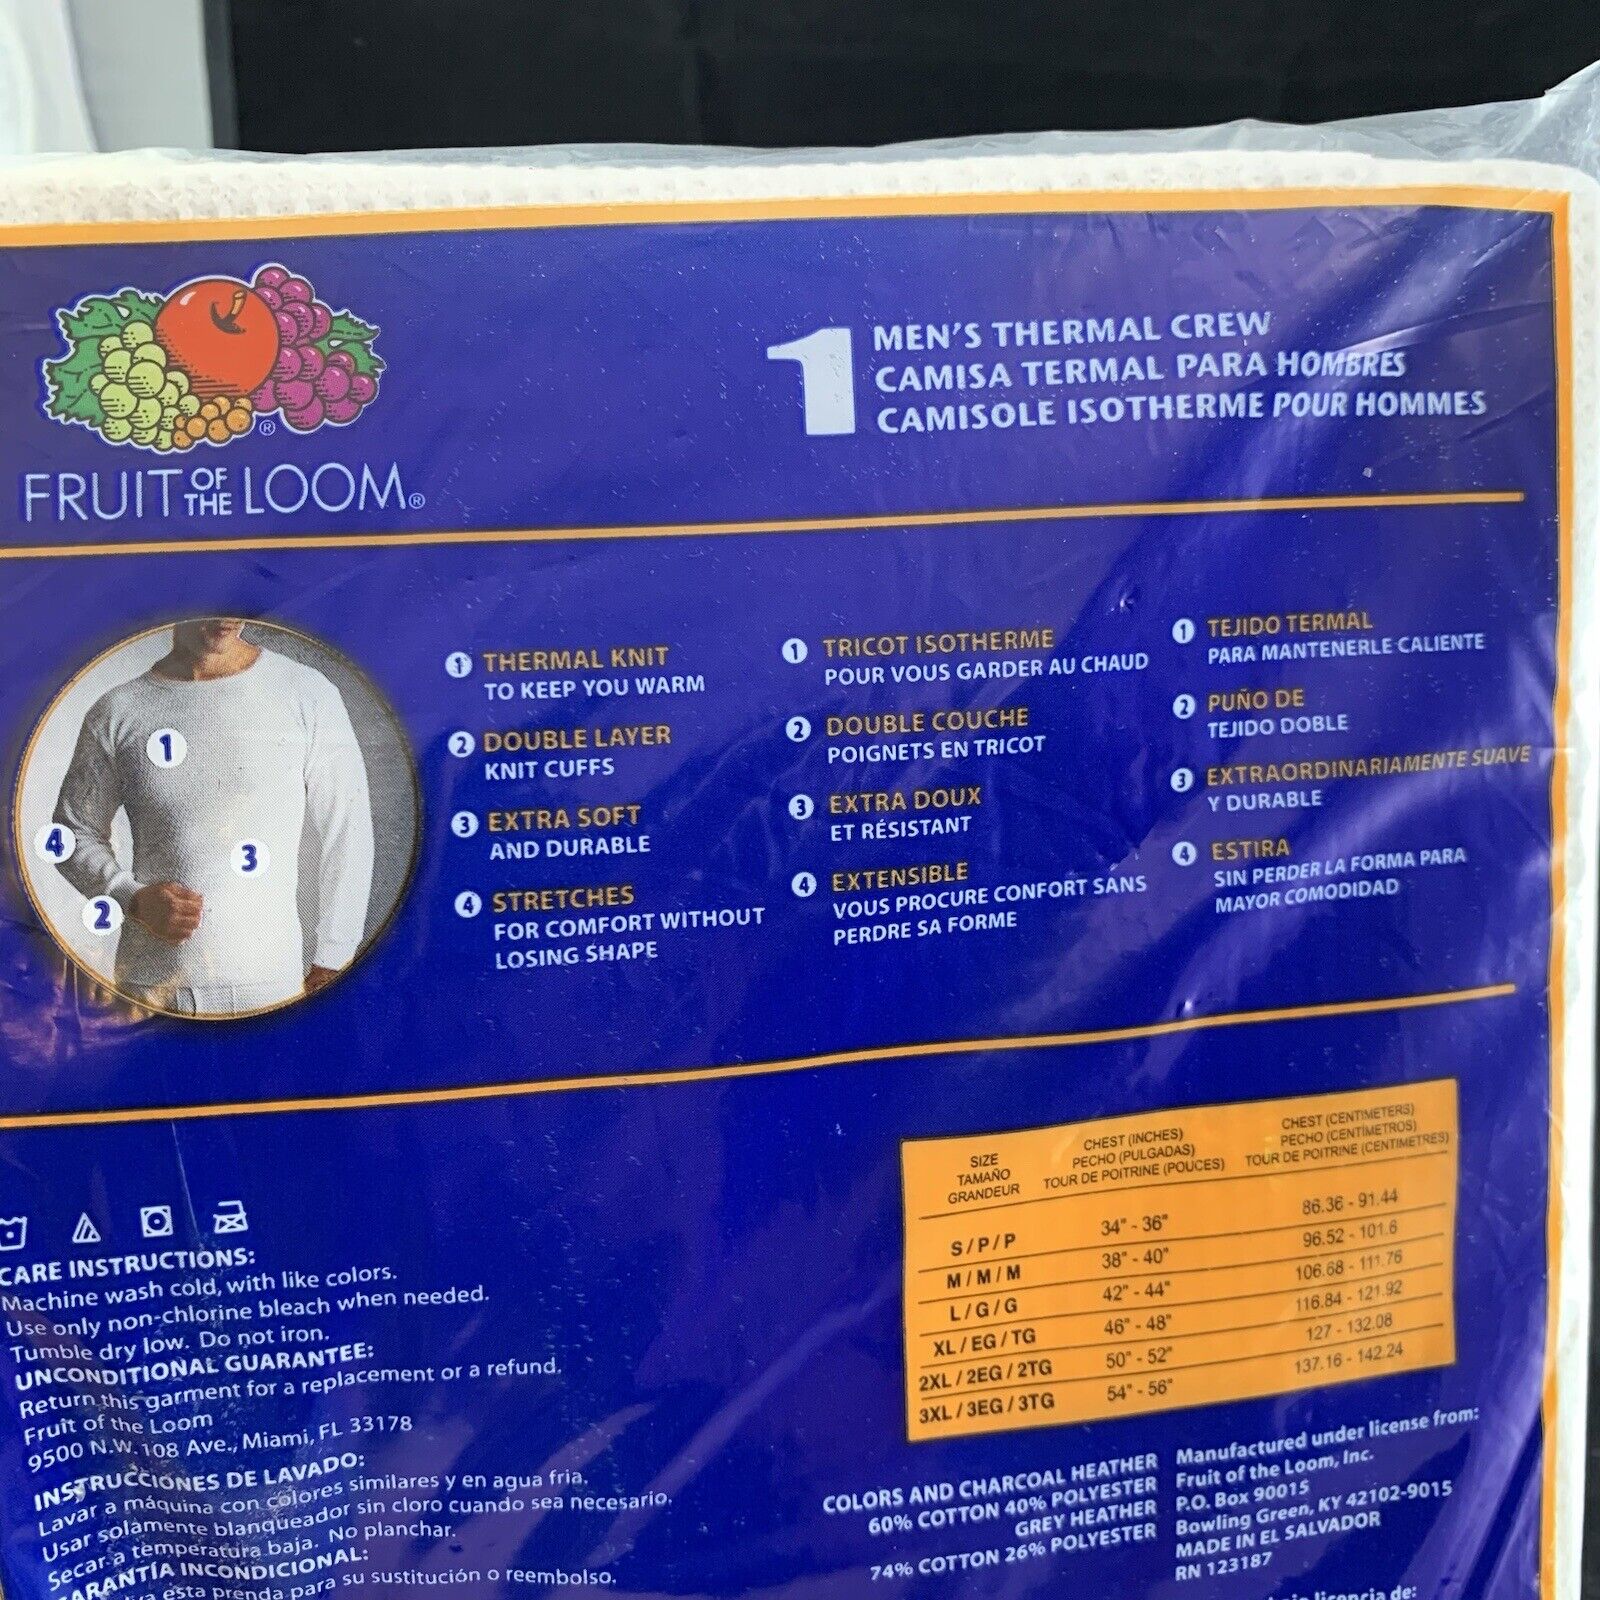 FRUIT OF THE LOOM®
1
MEN'S THERMAL CREW
CAMISA TERMAL PARA HOMBRES
CAMISOLE ISOTHERME POUR HOMMES
1
4
3
2
1 THERMAL KNIT
TO KEEP YOU WARM
2 DOUBLE LAYER
KNIT CUFFS
3 EXTRA SOFT
AND DURABLE
4 STRETCHES
FOR COMFORT WITHOUT
LOSING SHAPE
1 TRICOT ISOTHERME
POUR VOUS GARDER AU CHAUD
2 DOUBLE COUCHE
POIGNETS EN TRICOT
3 EXTRA DOUX
ET RÉSISTANT
4 EXTENSIBLE
VOUS PROCURE CONFORT SANS
PERDRE SA FORME
1 TEJIDO TERMAL
PARA MANTENERLE CALIENTE
2 PUÑO DE
TEJIDO DOBLE
3 EXTRAORDINARIAMENTE SUAVE
Y DURABLE
4 ESTIRA
SIN PERDER LA FORMA PARA
MAYOR COMODIDAD
CARE INSTRUCTIONS:
Machine wash cold, with like colors.
Use only non-chlorine bleach when needed.
Tumble dry low. Do not iron.
UNCONDITIONAL GUARANTEE:
Return this garment for a replacement or a refund.
Fruit of the Loom
9500 N.W. 108 Ave., Miami, FL 33178
INSTRUCCIONES DE LAVADO:
Lavar a máquina con colores similares y en agua fria.
Usar solamente blanqueador sin cloro cuando sea necesario.
Secar a temperatura baja. No planchar.
GARANTÍA INCONDICIONAL:
esta prenda para su sustitución o reembolso.
SIZE
TAMAÑO
GRANDEUR
CHEST (INCHES)
PECHO (PULGADAS)
TOUR DE POITRINE (POUCES)
CHEST (CENTIMETERS)
PECHO (CENTÍMETROS)
TOUR DE POITRINE (CENTIMETRES)
S / P / P 34" - 36" 86.36 - 91.44
M / M / M 38" - 40" 96.52 - 101.6
L / G / G 42" - 44" 106.68 - 111.76
XL / EG / TG 46" - 48" 116.84 - 121.92
2XL / 2EG / 2TG 50" - 52" 127 - 132.08
3XL / 3EG / 3TG 54" - 56" 137.16 - 142.24
COLORS AND CHARCOAL HEATHER
60% COTTON 40% POLYESTER
GREY HEATHER
74% COTTON 26% POLYESTER
Manufactured under license from:
Fruit of the Loom, Inc.
P.O. Box 90015
Bowling Green, KY 42102-9015
MADE IN EL SALVADOR
RN 123187
licencia de: